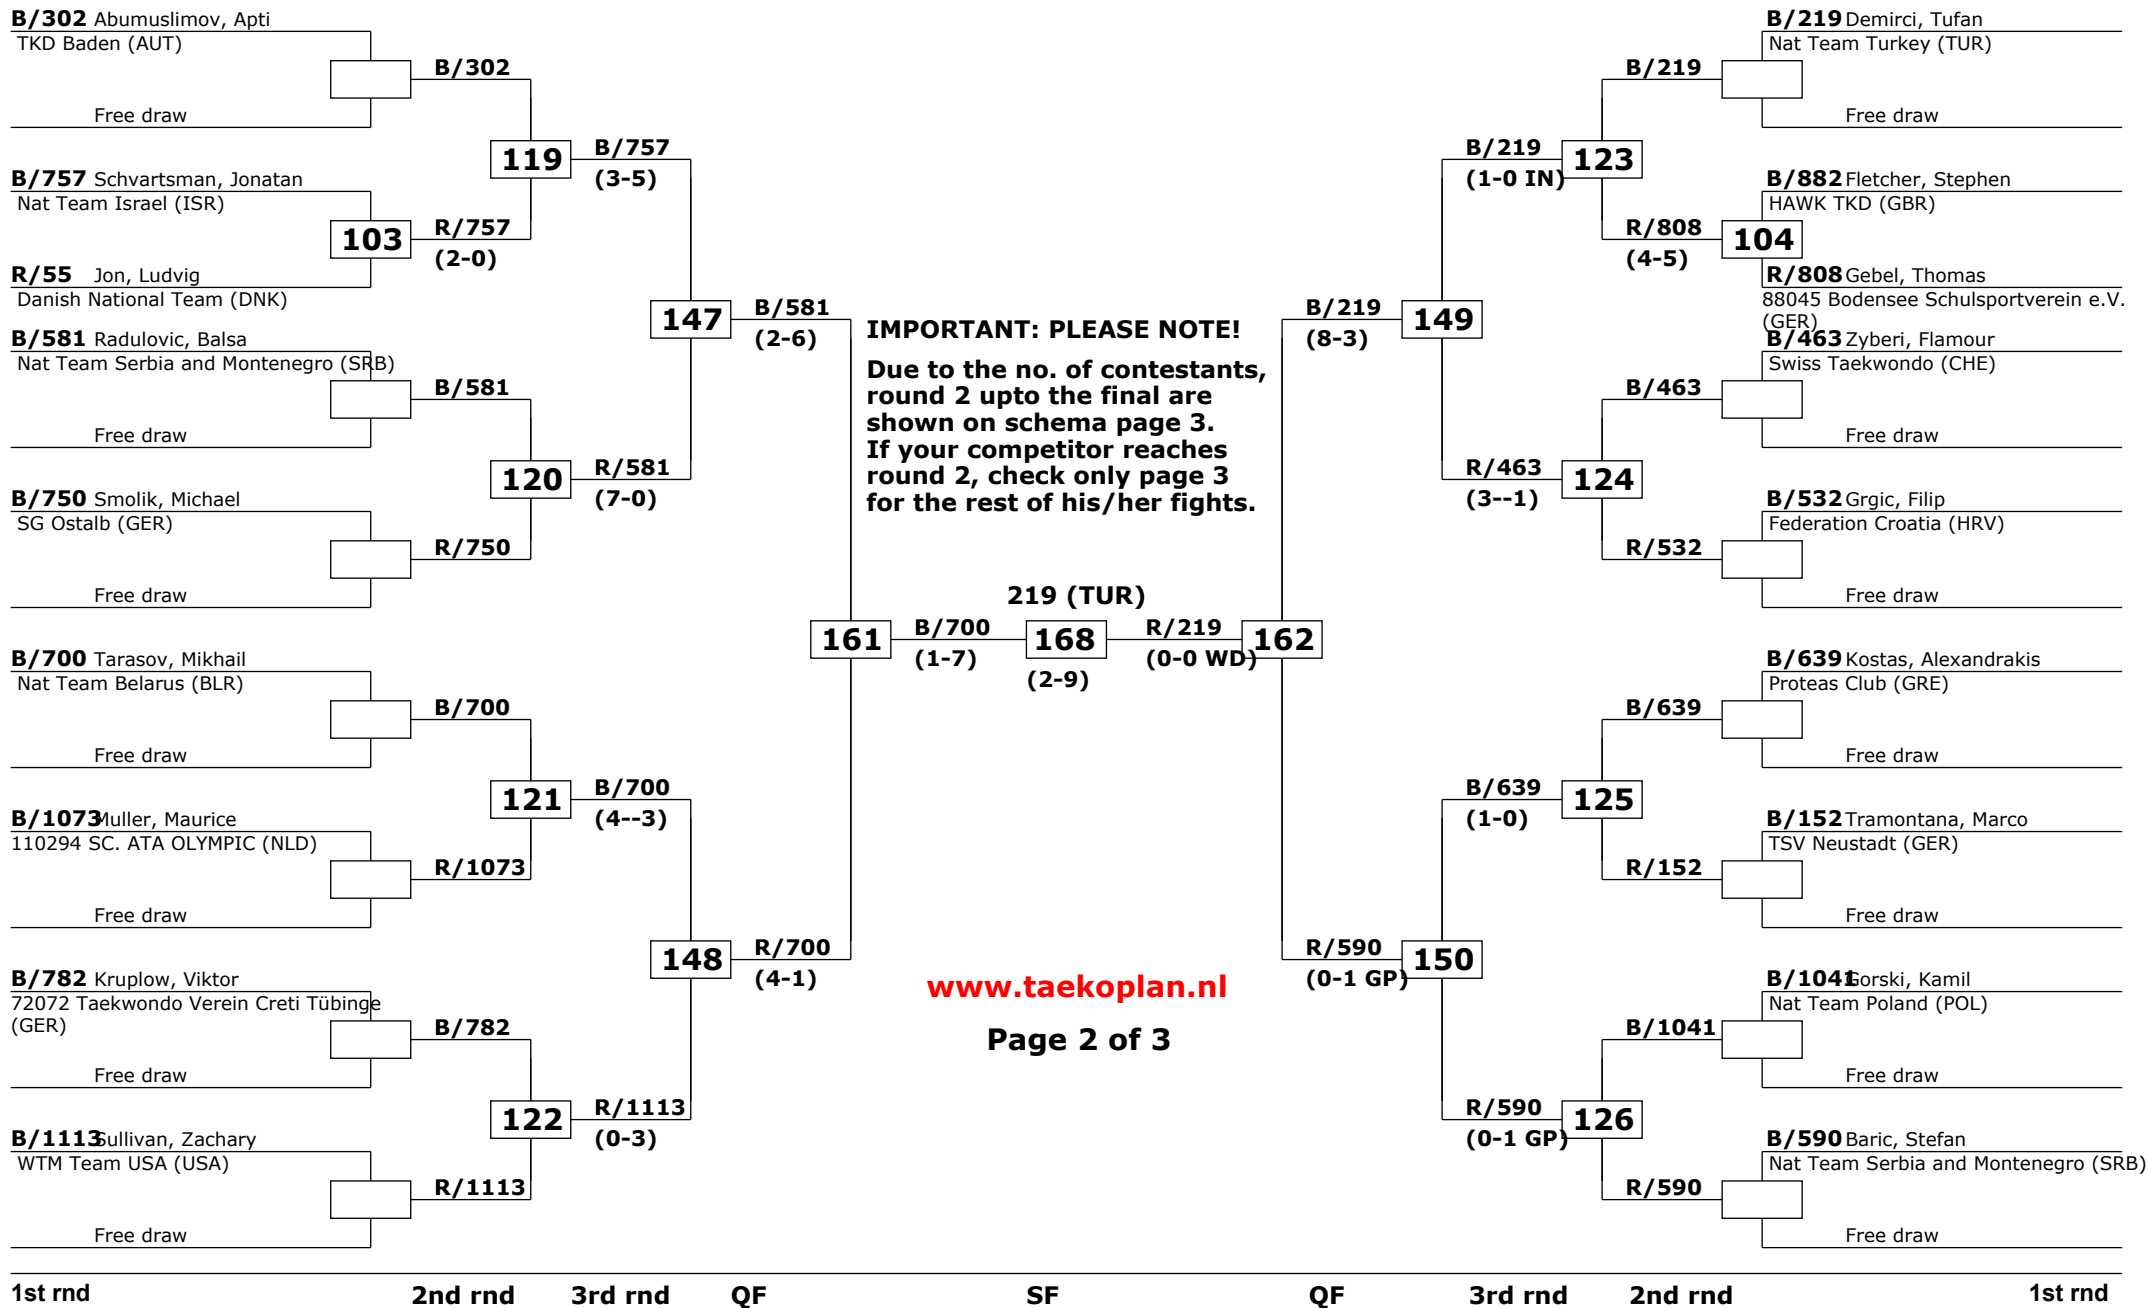 B/302 Abumuslimov, Apti
TKD Baden (AUT)
Free draw
B/757 Schvartsman, Jonatan
Nat Team Israel (ISR)
R/55 Jon, Ludvig
Danish National Team (DNK)
B/581 Radulovic, Balsa
Nat Team Serbia and Montenegro (SRB)
Free draw
B/750 Smolik, Michael
SG Ostalb (GER)
Free draw
B/700 Tarasov, Mikhail
Nat Team Belarus (BLR)
Free draw
B/1073 Muller, Maurice
110294 SC. ATA OLYMPIC (NLD)
Free draw
B/782 Kruplow, Viktor
72072 Taekwondo Verein Creti Tübinge
(GER)
Free draw
B/1113 Sullivan, Zachary
WTM Team USA (USA)
Free draw
103
B/302
R/757
(2-0)
B/581
R/750
B/700
R/1073
B/782
R/1113
119
120
121
122
B/757
(3-5)
R/581
(7-0)
B/700
(4--3)
R/1113
(0-3)
147
148
B/581
(2-6)
R/700
(4-1)
161
B/700
(1-7)
IMPORTANT: PLEASE NOTE!
Due to the no. of contestants,
round 2 upto the final are
shown on schema page 3.
If your competitor reaches
round 2, check only page 3
for the rest of his/her fights.
219 (TUR)
168
(2-9)
www.taekoplan.nl
Page 2 of 3
R/219
(0-0 WD)
162
B/219
(8-3)
R/590
(0-1 GP)
149
150
B/219
(1-0 IN)
R/463
(3--1)
B/639
(1-0)
R/590
(0-1 GP)
123
124
125
126
B/219
R/808
(4-5)
B/463
R/532
B/639
R/152
B/1041
R/590
104
B/219 Demirci, Tufan
Nat Team Turkey (TUR)
Free draw
B/882 Fletcher, Stephen
HAWK TKD (GBR)
R/808 Gebel, Thomas
88045 Bodensee Schulsportverein e.V.
(GER)
B/463 Zyberi, Flamour
Swiss Taekwondo (CHE)
Free draw
B/532 Grgic, Filip
Federation Croatia (HRV)
Free draw
B/639 Kostas, Alexandrakis
Proteas Club (GRE)
Free draw
B/152 Tramontana, Marco
TSV Neustadt (GER)
Free draw
B/1041 Gorski, Kamil
Nat Team Poland (POL)
Free draw
B/590 Baric, Stefan
Nat Team Serbia and Montenegro (SRB)
Free draw
1st rnd 2nd rnd 3rd rnd QF SF QF 3rd rnd 2nd rnd 1st rnd